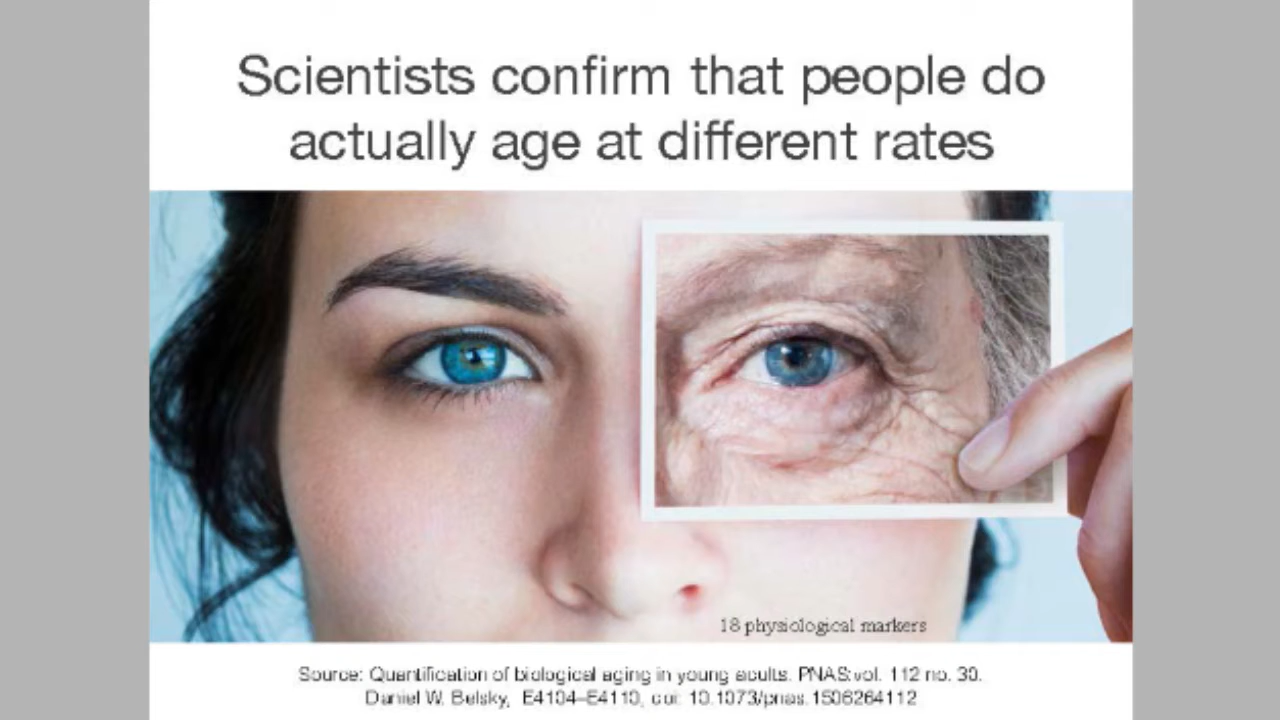 Scientists confirm that people do
actually age at different rates
18 physiological markers
Source: Quantification of biological aging in young adults. PNAS:vol. 112 no. 30.
Daniel W. Belsky, E4104–E4110, doi: 10.1073/pnas.1506264112